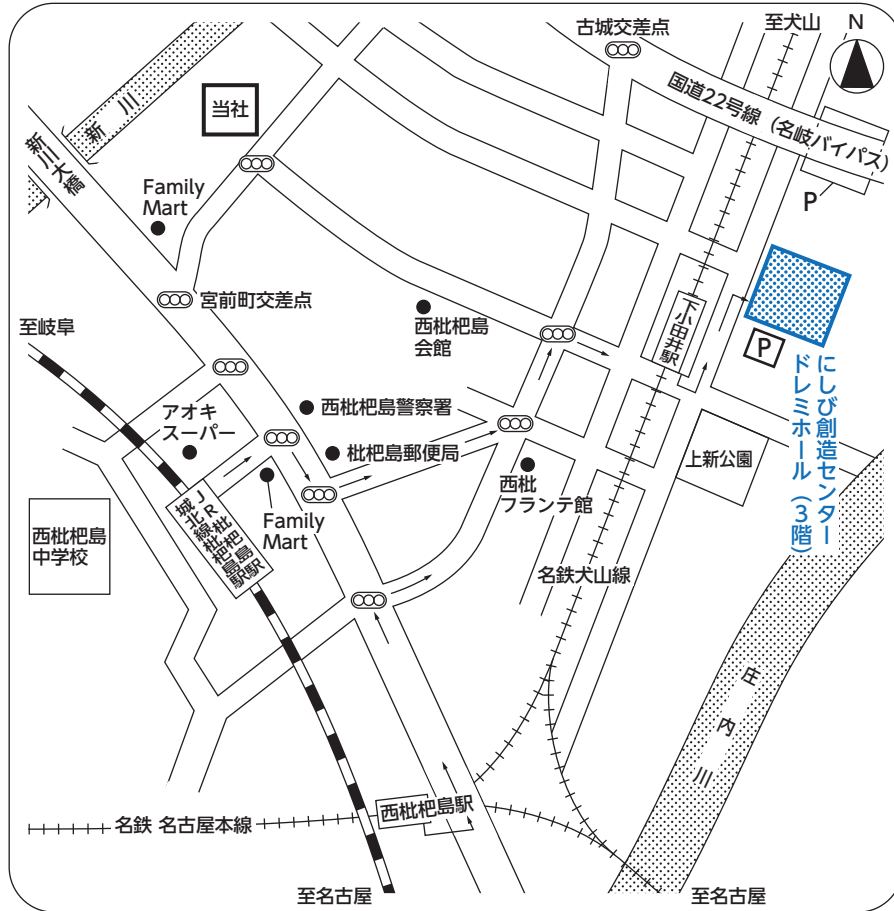 古城交差点
至犬山
N
国道22号線（名岐バイパス）
P
当社
新川
新川大橋
Family
Mart
宮前町交差点
至岐阜
西枇杷島
会館
下小田井駅
P
にしび創造センター
ドレミホール（3階）
アオキ
スーパー
西枇杷島警察署
枇杷島郵便局
上新公園
西枇
フランテ館
Family
Mart
JR枇杷島駅
城北線枇杷島駅
西枇杷島
中学校
名鉄犬山線
庄内川
西枇杷島駅
名鉄 名古屋本線
至名古屋
至名古屋